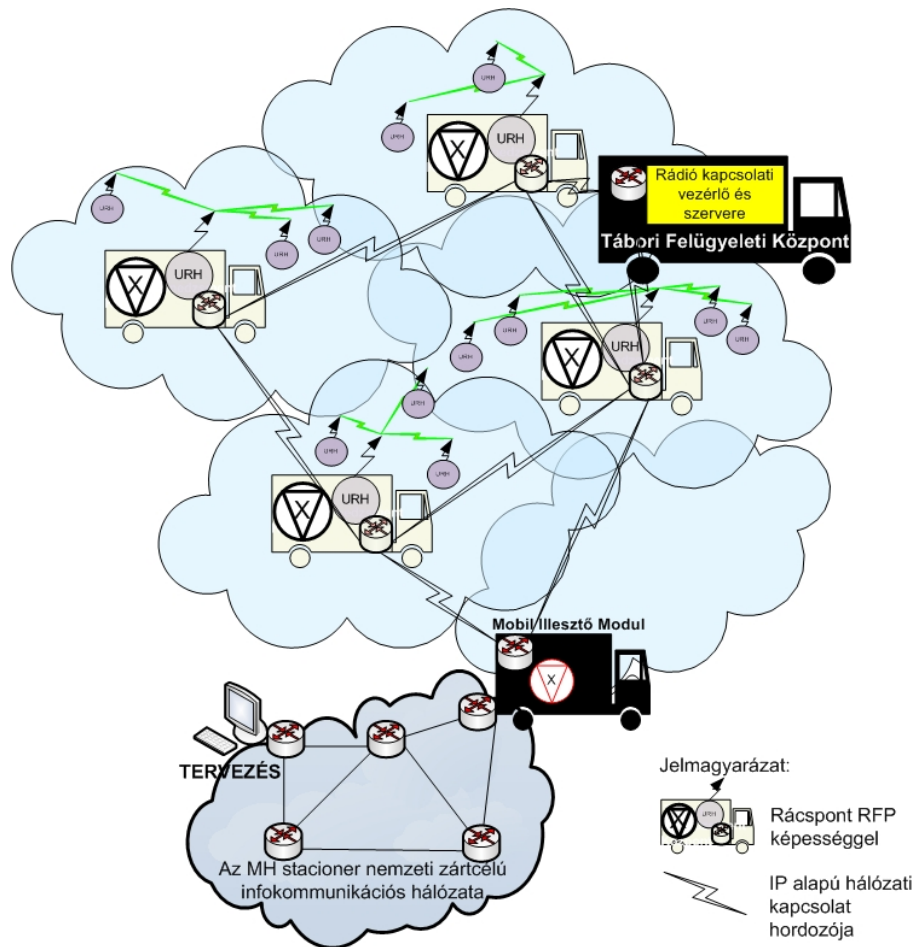 URH
URH
URH
X
URH
Rádió kapcsolati
vezérlő és
szervere
Tábori Felügyeleti Központ
URH
URH
URH
X
URH
URH
URH
URH
URH
X
URH
URH
URH
URH
X
URH
Mobil Illesztő Modul
X
TERVEZÉS
Az MH stacioner nemzeti zártcélú
infokommunikációs hálózata
Jelmagyarázat:
X
URH
Rácspont RFP
képességgel
IP alapú hálózati
kapcsolat
hordozója